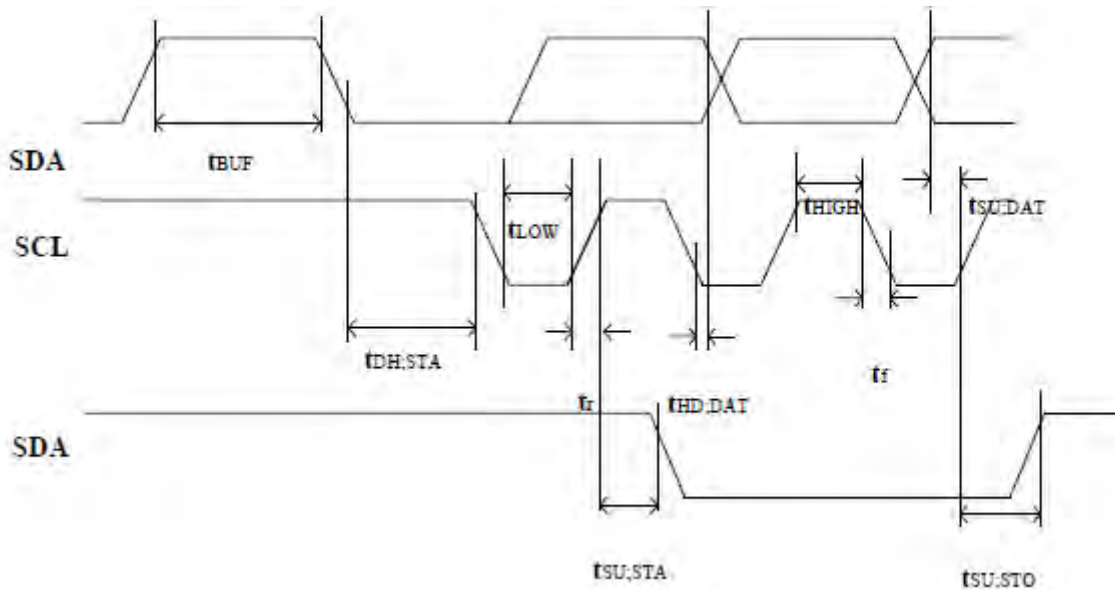 SDA
tBUF
SCL
tLOW
tHIGH
tSU;DAT
tDH;STA
tr
tHD;DAT
tf
SDA
tSU;STA
tSU;STO